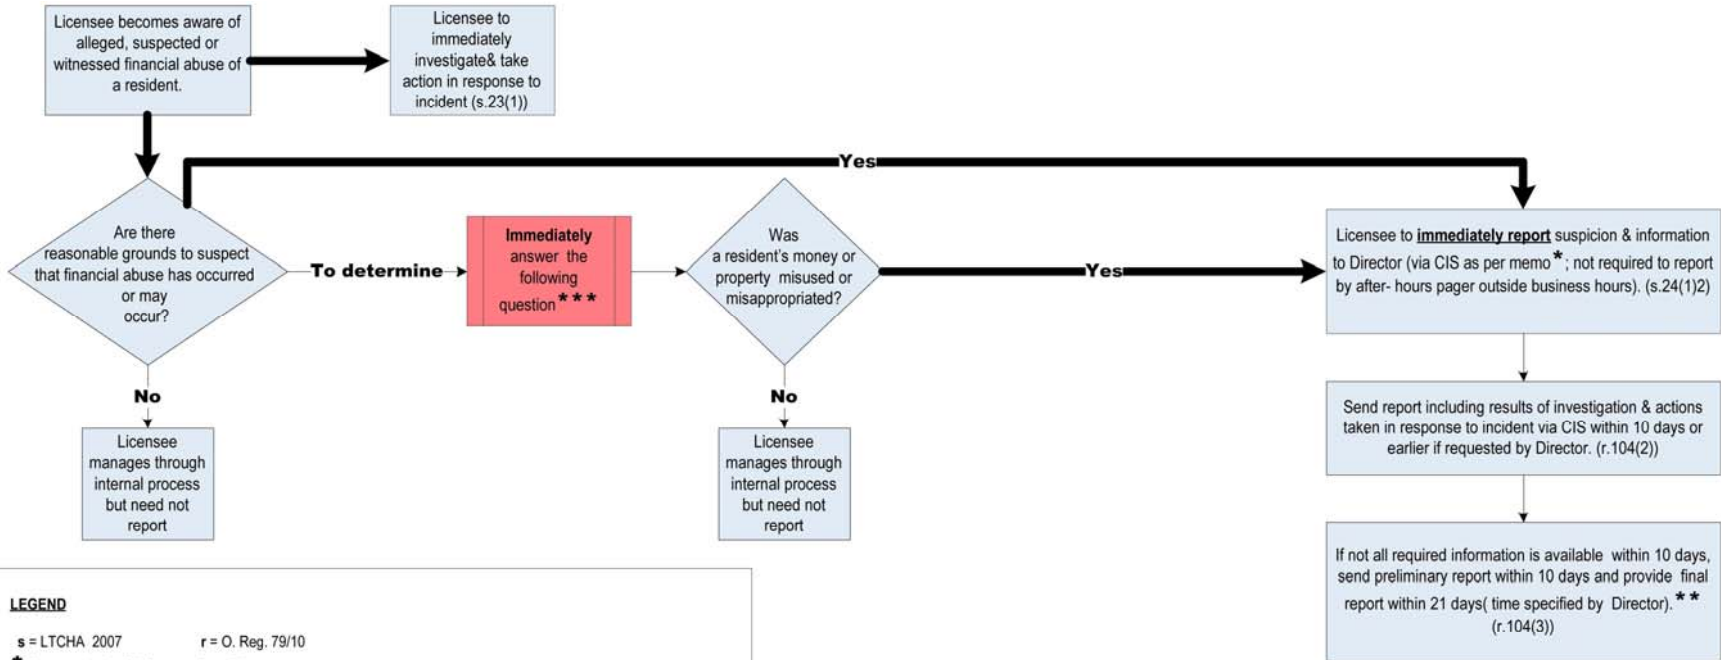 Licensee becomes aware of
alleged, suspected or
witnessed financial abuse of
a resident.
Licensee to
immediately
investigate& take
action in response to
incident (s.23(1))
Yes
Are there
reasonable grounds to suspect
that financial abuse has occurred
or may
occur?
To determine
Immediately
answer the
following
question***
Was
a resident's money or
property misused or
misappropriated?
Yes
Licensee to immediately report suspicion & information
to Director (via CIS as per memo*; not required to report
by after- hours pager outside business hours). (s.24(1)2)
No
Licensee
manages through
internal process
but need not
report
No
Licensee
manages through
internal process
but need not
report
Send report including results of investigation & actions
taken in response to incident via CIS within 10 days or
earlier if requested by Director. (r.104(2))
If not all required information is available within 10 days,
send preliminary report within 10 days and provide final
report within 21 days( time specified by Director).**
(r.104(3))
LEGEND
s = LTCHA 2007 r = O. Reg. 79/10
*